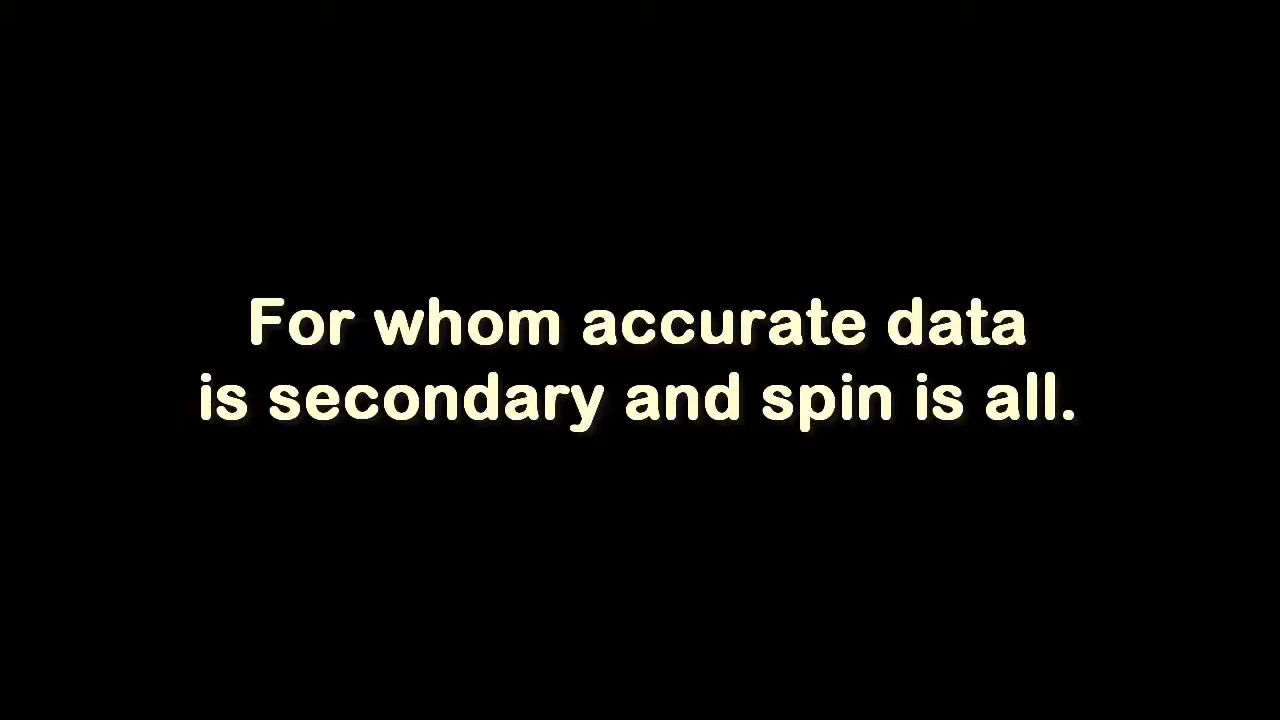 For whom accurate data
is secondary and spin is all.